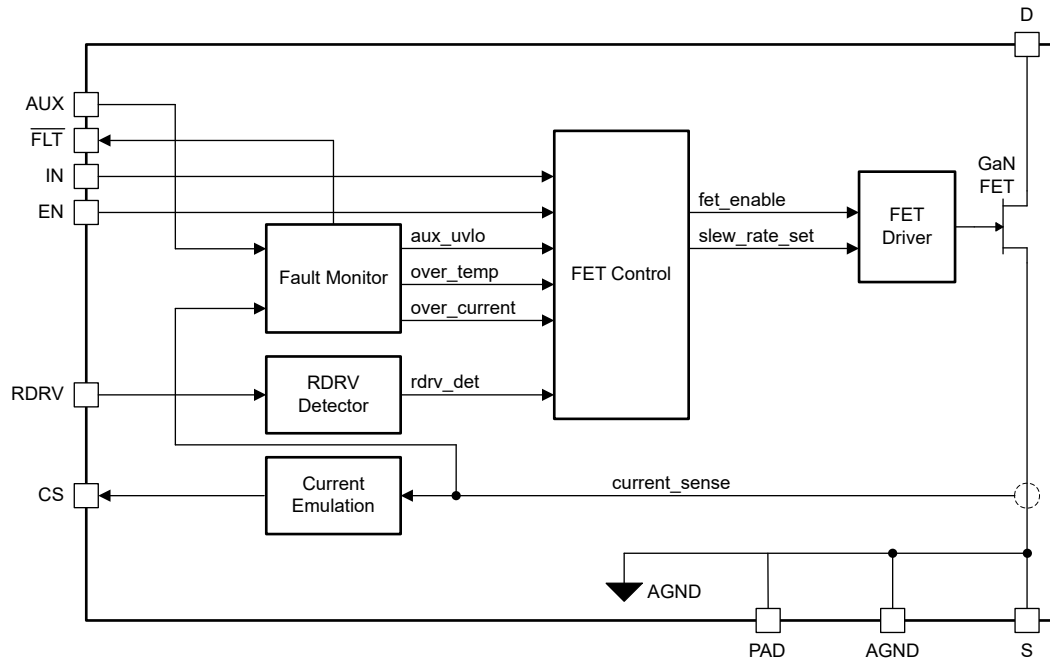 D
AUX
FLT
IN
EN
GaN
FET
fet_enable
slew_rate_set
FET
Driver
aux_uvlo
over_temp
over_current
Fault Monitor
FET Control
RDRV
RDRV
Detector
rdrv_det
CS
Current
Emulation
current_sense
AGND
PAD
AGND
S